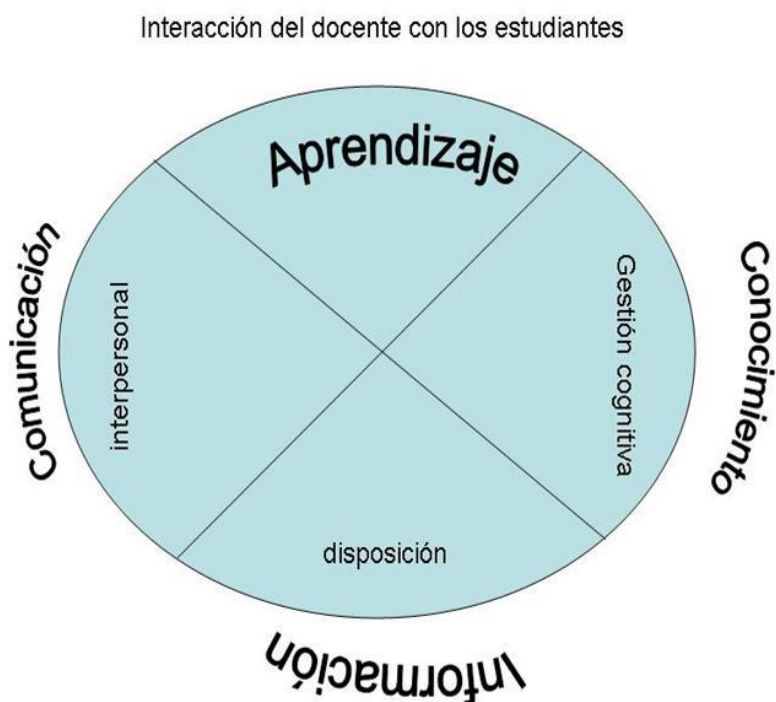 Interacción del docente con los estudiantes
Aprendizaje
Comunicación
interpersonal
Gestión cognitiva
Conocimiento
disposición
Información